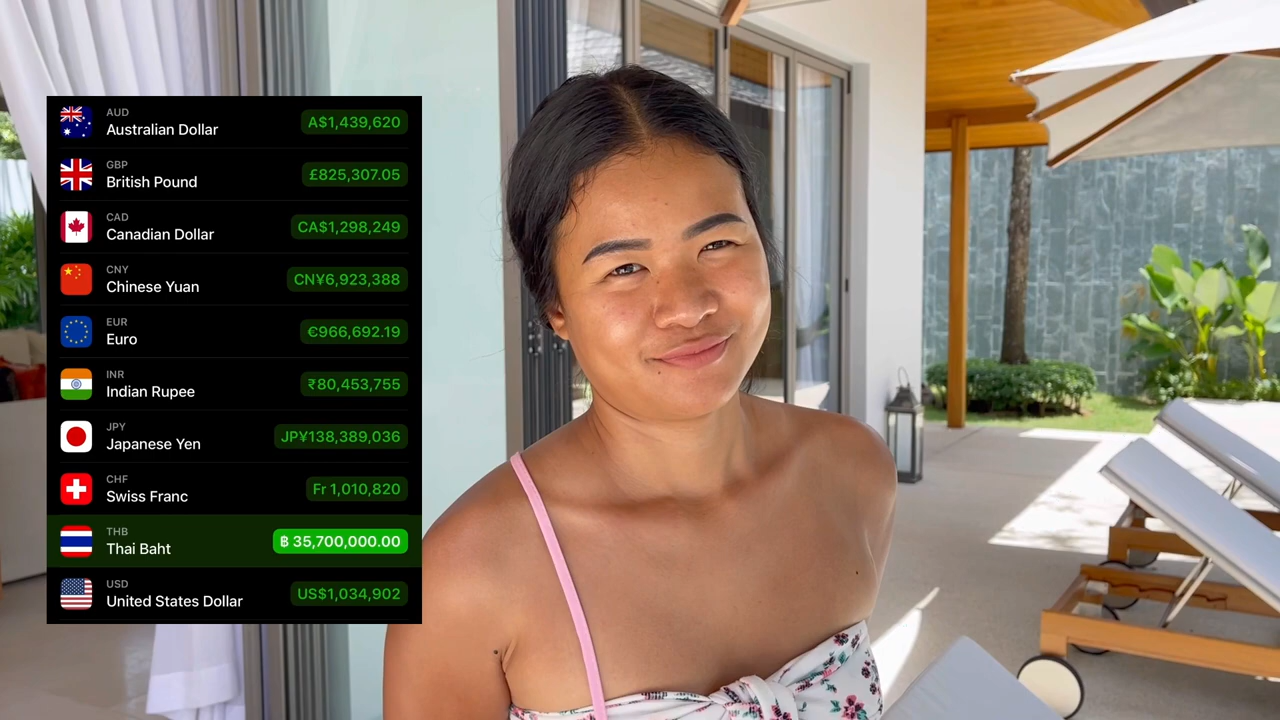 AUD
Australian Dollar
A$1,439,620
GBP
British Pound
£825,307.05
CAD
Canadian Dollar
CA$1,298,249
CNY
Chinese Yuan
CN¥6,923,388
EUR
Euro
€966,692.19
INR
Indian Rupee
₹80,453,755
JPY
Japanese Yen
JP¥138,389,036
CHF
Swiss Franc
Fr 1,010,820
THB
Thai Baht
฿ 35,700,000.00
USD
United States Dollar
US$1,034,902